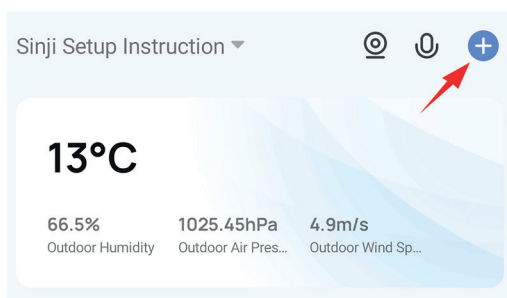 Sinji Setup Instruction
13°C
66.5% 1025.45hPa 4.9m/s
Outdoor Humidity Outdoor Air Pres... Outdoor Wind Sp...